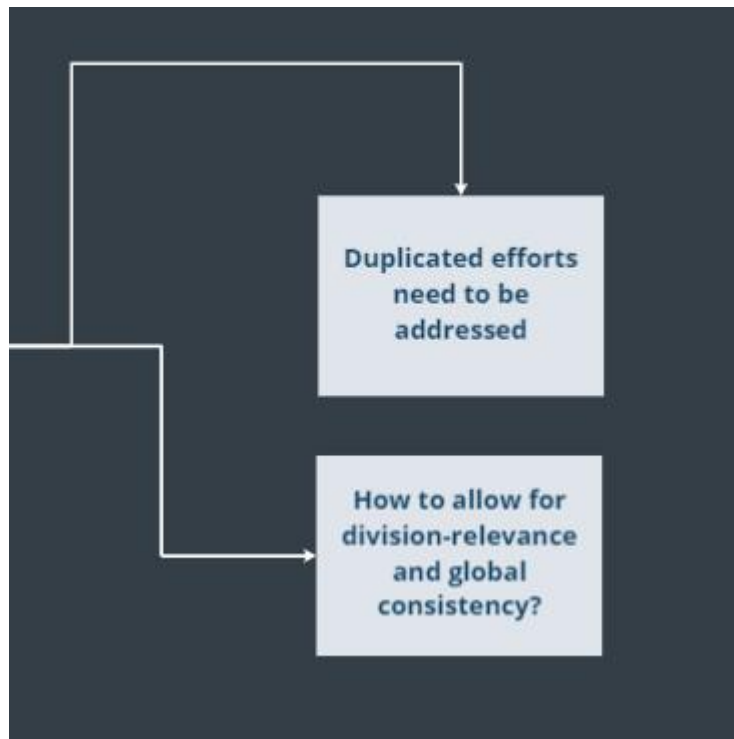 Duplicated efforts
need to be
addressed
How to allow for
division-relevance
and global
consistency?